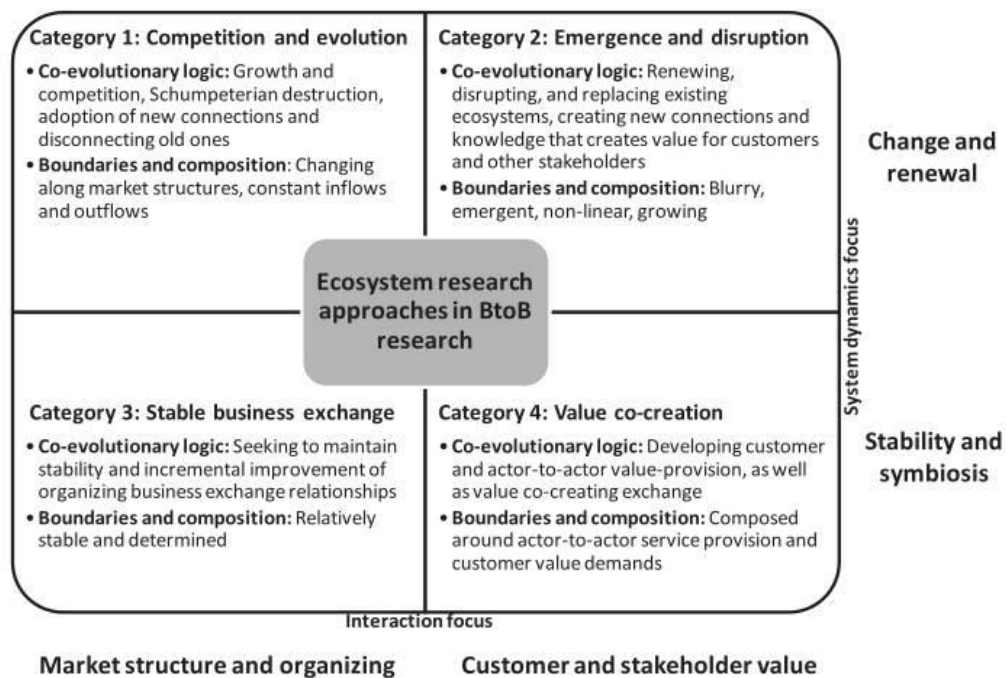 Category 1: Competition and evolution
• Co-evolutionary logic: Growth and
competition, Schumpeterian destruction,
adoption of new connections and
disconnecting old ones
• Boundaries and composition: Changing
along market structures, constant inflows
and outflows
Category 2: Emergence and disruption
• Co-evolutionary logic: Renewing,
disrupting, and replacing existing
ecosystems, creating new connections and
knowledge that creates value for customers
and other stakeholders
• Boundaries and composition: Blurry,
emergent, non-linear, growing
Change and
renewal
Ecosystem research
approaches in BtoB
research
System dynamics focus
Category 3: Stable business exchange
• Co-evolutionary logic: Seeking to maintain
stability and incremental improvement of
organizing business exchange relationships
• Boundaries and composition: Relatively
stable and determined
Category 4: Value co-creation
• Co-evolutionary logic: Developing customer
and actor-to-actor value-provision, as well
as value co-creating exchange
• Boundaries and composition: Composed
around actor-to-actor service provision and
customer value demands
Stability and
symbiosis
Interaction focus
Market structure and organizing
Customer and stakeholder value